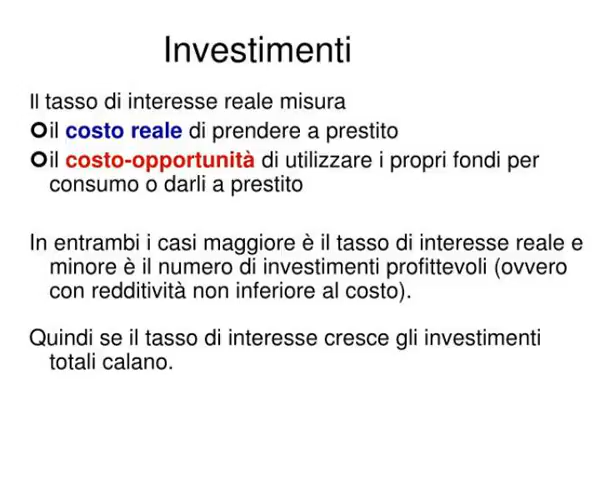 Investimenti
Il tasso di interesse reale misura
il costo reale di prendere a prestito
il costo-opportunità di utilizzare i propri fondi per
consumo o darli a prestito
In entrambi i casi maggiore è il tasso di interesse reale e
minore è il numero di investimenti profittevoli (ovvero
con redditività non inferiore al costo).
Quindi se il tasso di interesse cresce gli investimenti
totali calano.